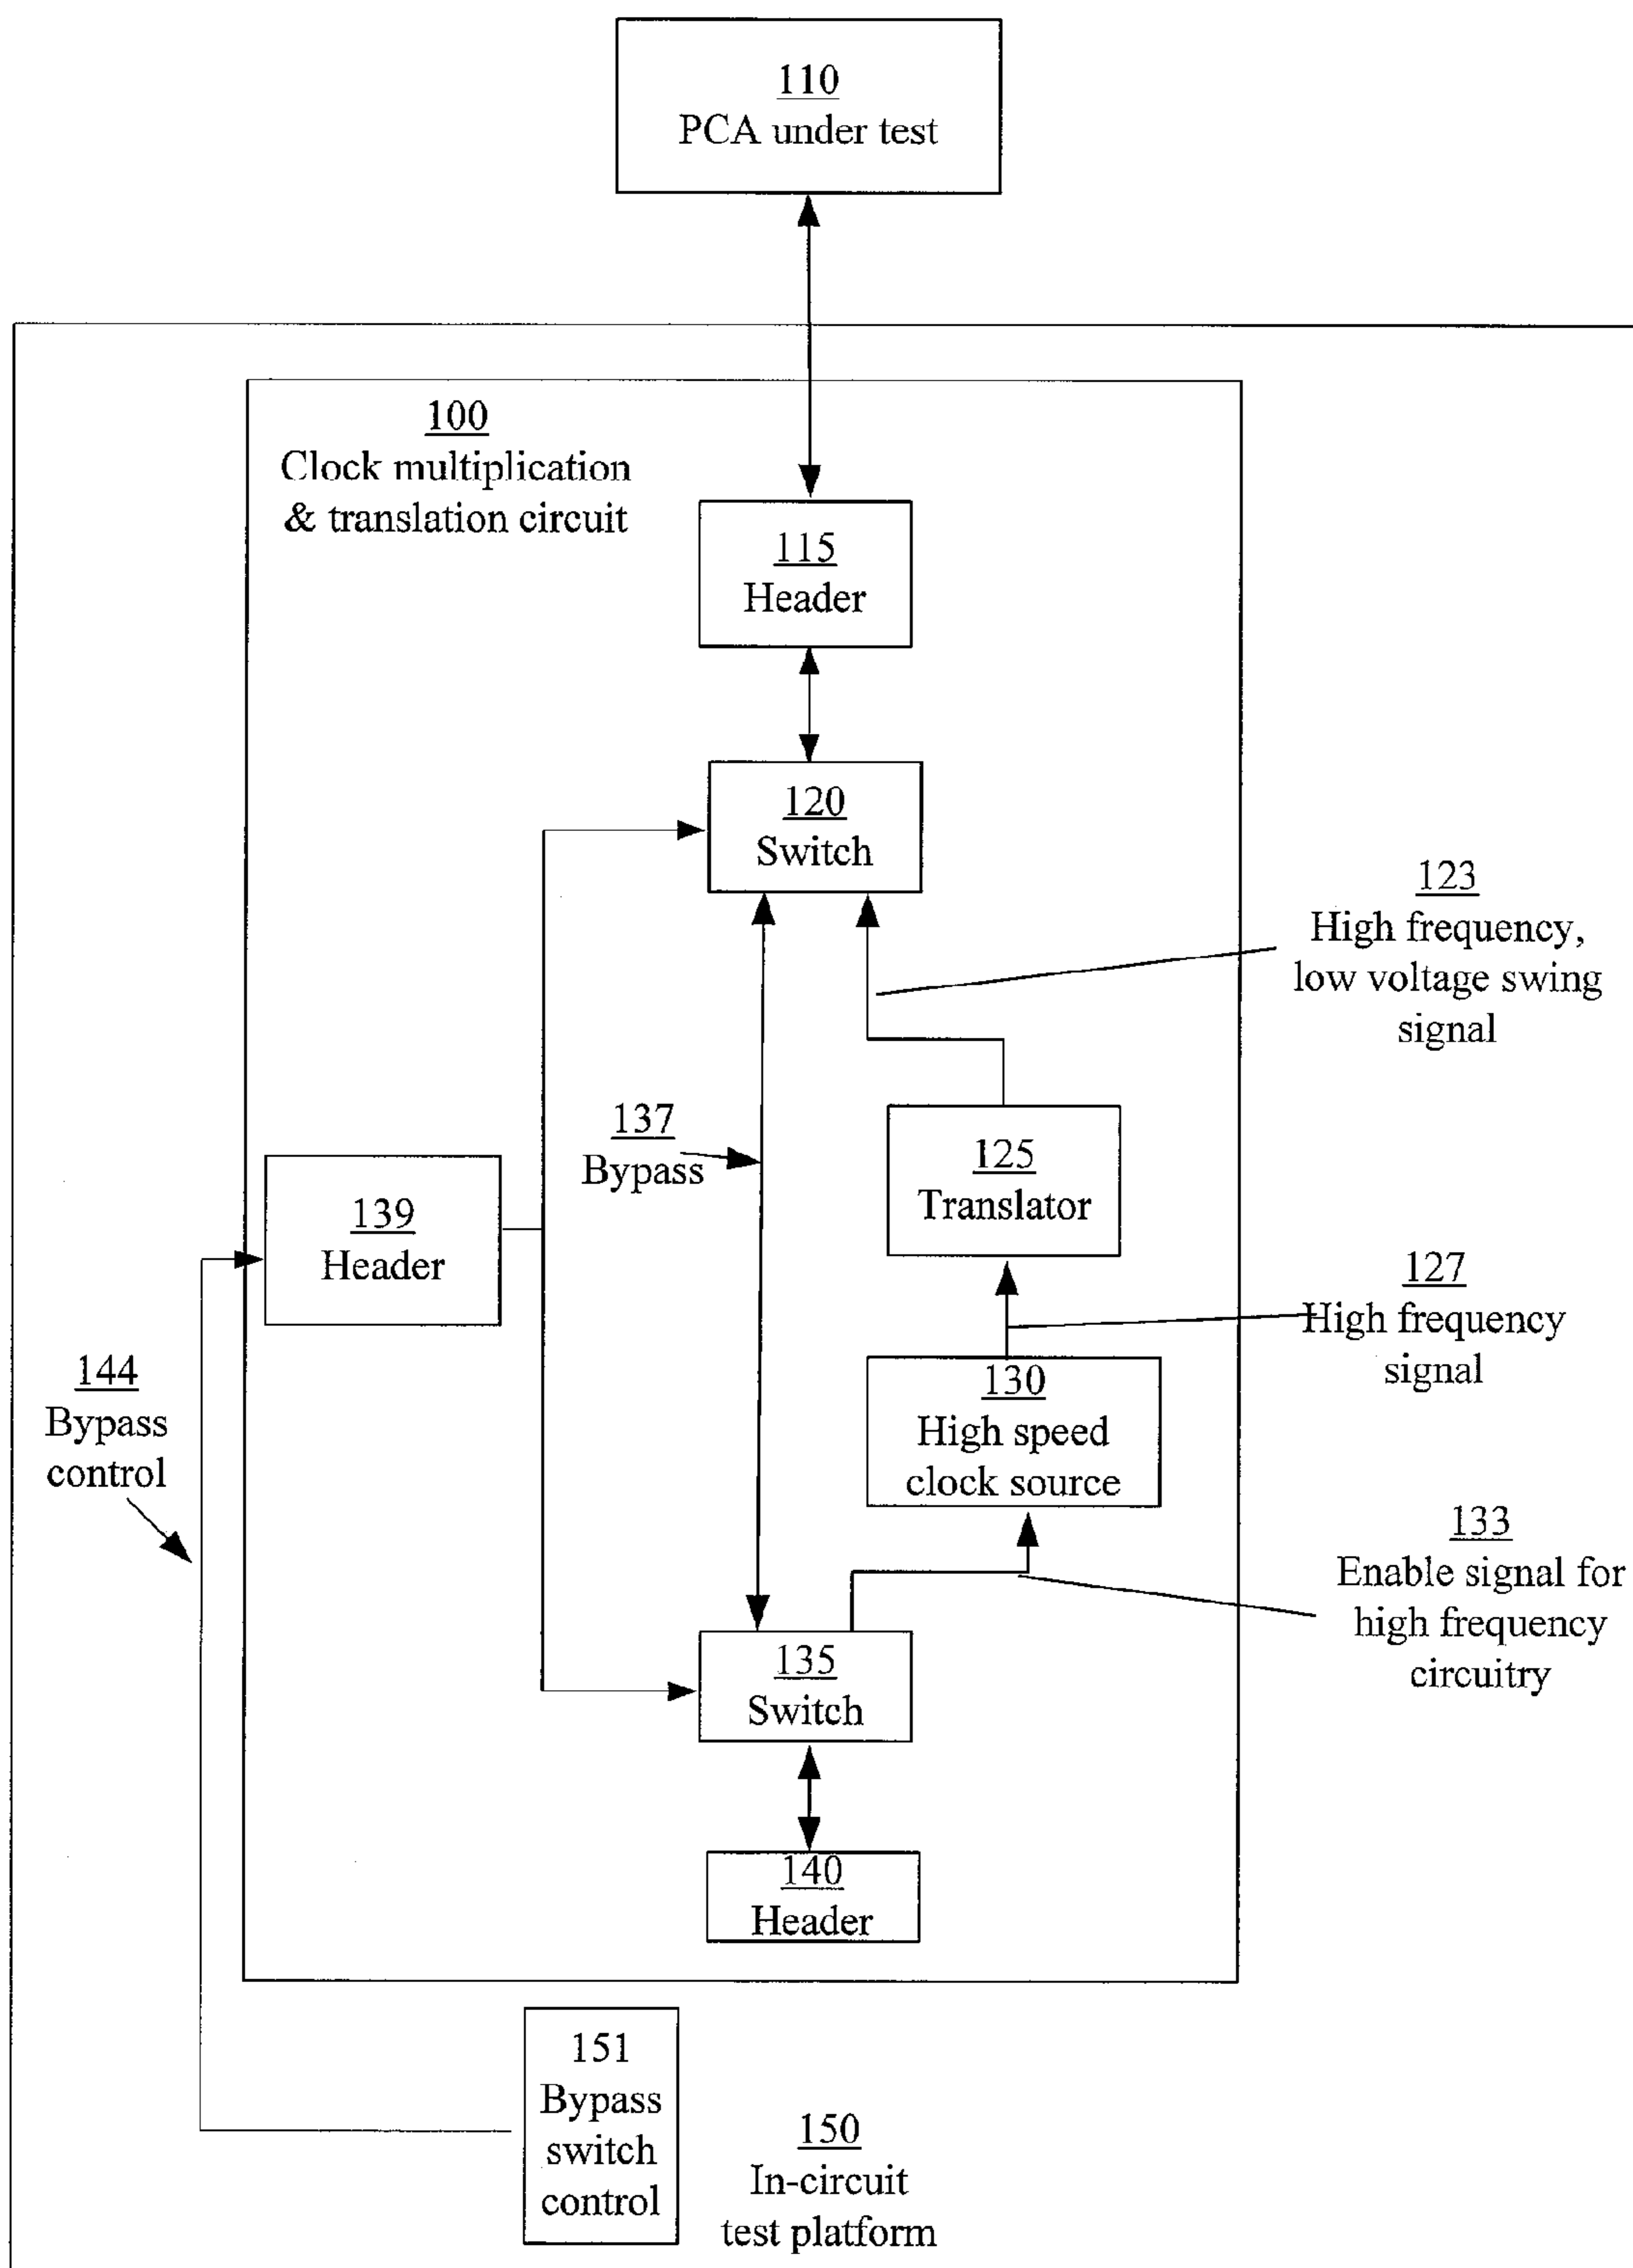 110
PCA under test
100
Clock multiplication
& translation circuit
115
Header
120
Switch
123
High frequency,
low voltage swing
signal
137
Bypass
125
Translator
139
Header
127
High frequency
signal
144
Bypass
control
130
High speed
clock source
133
Enable signal for
high frequency
circuitry
135
Switch
140
Header
151
Bypass
switch
control
150
In-circuit
test platform